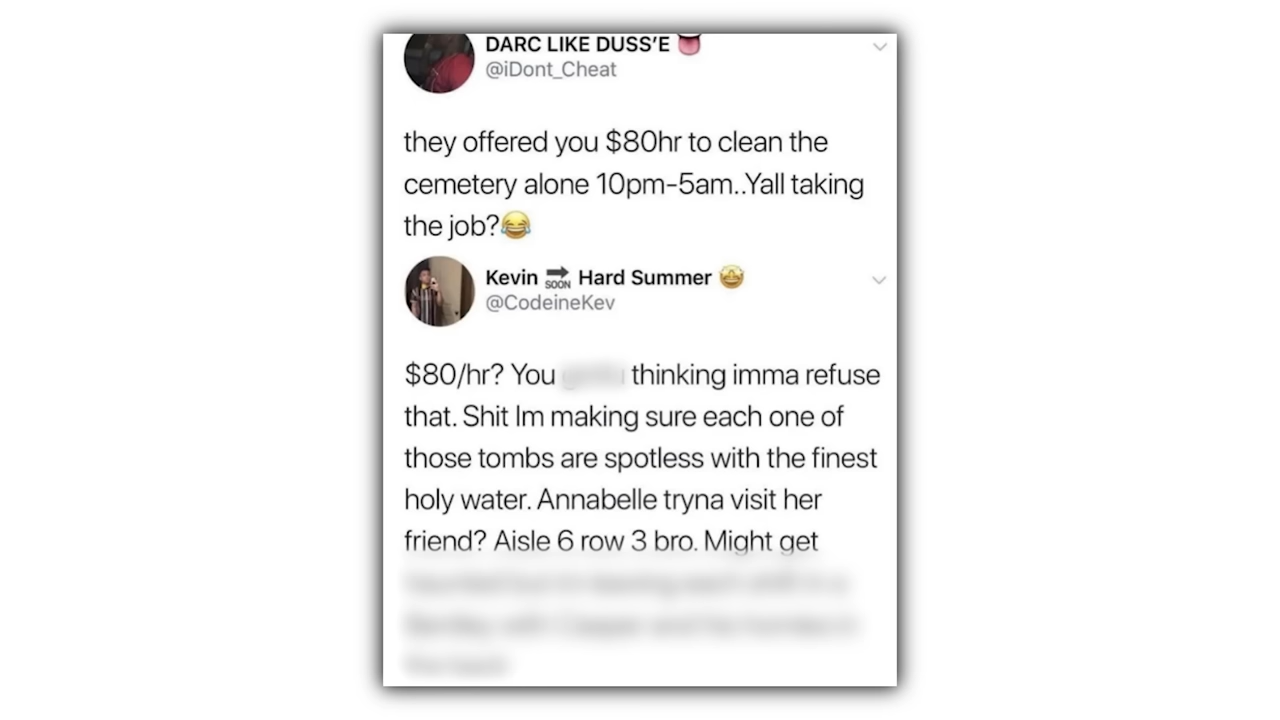 DARC LIKE DUSS'E 👅
@iDont_Cheat
they offered you $80hr to clean the
cemetery alone 10pm-5am..Yall taking
the job?😂
Kevin 🔜 Hard Summer 🤩
@CodeineKev
$80/hr? You thinking imma refuse
that. Shit Im making sure each one of
those tombs are spotless with the finest
holy water. Annabelle tryna visit her
friend? Aisle 6 row 3 bro. Might get